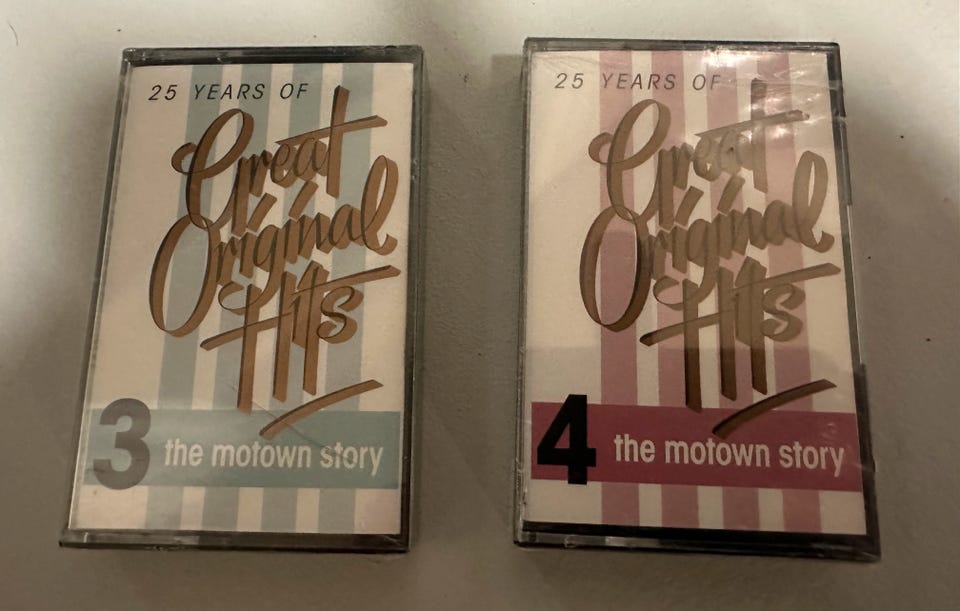 25 YEARS OF
Great
Original
Hits
3 the motown story
25 YEARS OF
Great
Original
Hits
4 the motown story